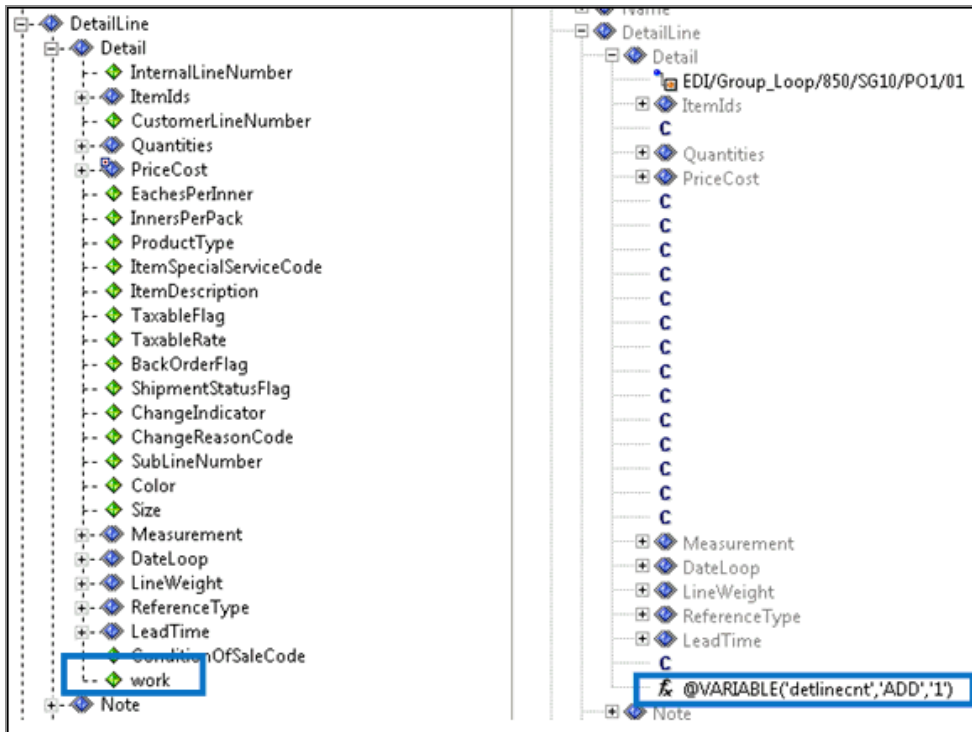 DetailLine
Detail
InternalLineNumber
ItemIds
CustomerLineNumber
Quantities
PriceCost
EachesPerInner
InnersPerPack
ProductType
ItemSpecialServiceCode
ItemDescription
TaxableFlag
TaxableRate
BackOrderFlag
ShipmentStatusFlag
ChangeIndicator
ChangeReasonCode
SubLineNumber
Color
Size
Measurement
DateLoop
LineWeight
ReferenceType
LeadTime
ConditionOfSaleCode
work
Note
Name
DetailLine
Detail
EDI/Group_Loop/850/SG10/PO1/01
ItemIds
C
Quantities
PriceCost
C
C
C
C
C
C
C
C
C
C
C
C
C
C
Measurement
DateLoop
LineWeight
ReferenceType
LeadTime
C
fx @VARIABLE('detlinecnt','ADD','1')
Note